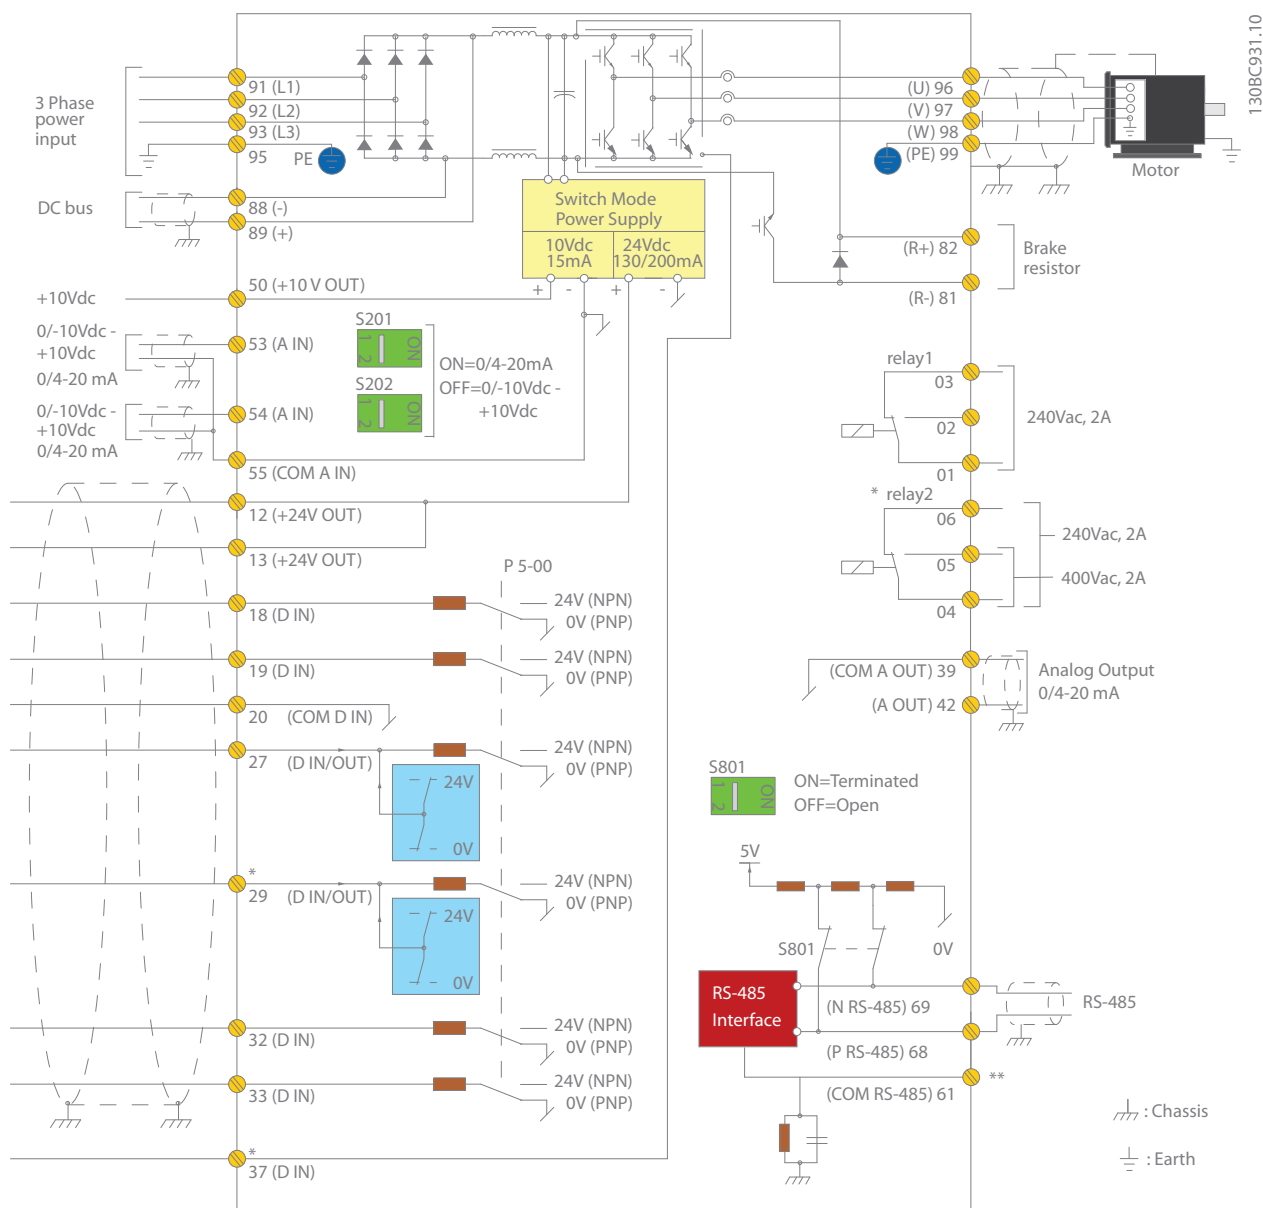 130BC931.10
3 Phase
power
input
91 (L1)
92 (L2)
93 (L3)
95
PE
DC bus
88 (-)
89 (+)
Switch Mode
Power Supply
10Vdc
15mA
24Vdc
130/200mA
+
-
+
-
+10Vdc
50 (+10 V OUT)
0/-10Vdc -
+10Vdc
0/4-20 mA
53 (A IN)
0/-10Vdc -
+10Vdc
0/4-20 mA
54 (A IN)
55 (COM A IN)
S201
1
2
ON
S202
1
2
ON
ON=0/4-20mA
OFF=0/-10Vdc -
+10Vdc
12 (+24V OUT)
13 (+24V OUT)
P 5-00
18 (D IN)
24V (NPN)
0V (PNP)
19 (D IN)
24V (NPN)
0V (PNP)
20 (COM D IN)
27 (D IN/OUT)
24V (NPN)
0V (PNP)
24V
0V
*
29 (D IN/OUT)
24V (NPN)
0V (PNP)
24V
0V
32 (D IN)
24V (NPN)
0V (PNP)
33 (D IN)
24V (NPN)
0V (PNP)
*
37 (D IN)
(U) 96
(V) 97
(W) 98
(PE) 99
Motor
(R+) 82
(R-) 81
Brake
resistor
relay1
03
02
01
240Vac, 2A
* relay2
06
05
04
240Vac, 2A
400Vac, 2A
(COM A OUT) 39
(A OUT) 42
Analog Output
0/4-20 mA
S801
1
2
ON
ON=Terminated
OFF=Open
5V
S801
0V
RS-485
Interface
(N RS-485) 69
(P RS-485) 68
(COM RS-485) 61
RS-485
**
: Chassis
: Earth